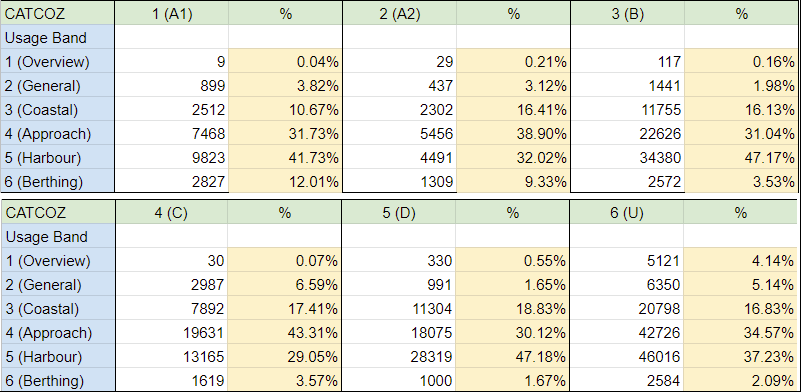 CATCOZ 1 (A1) % 2 (A2) % 3 (B) %
Usage Band
1 (Overview) 9 0.04% 29 0.21% 117 0.16%
2 (General) 899 3.82% 437 3.12% 1441 1.98%
3 (Coastal) 2512 10.67% 2302 16.41% 11755 16.13%
4 (Approach) 7468 31.73% 5456 38.90% 22626 31.04%
5 (Harbour) 9823 41.73% 4491 32.02% 34380 47.17%
6 (Berthing) 2827 12.01% 1309 9.33% 2572 3.53%
CATCOZ 4 (C) % 5 (D) % 6 (U) %
Usage Band
1 (Overview) 30 0.07% 330 0.55% 5121 4.14%
2 (General) 2987 6.59% 991 1.65% 6350 5.14%
3 (Coastal) 7892 17.41% 11304 18.83% 20798 16.83%
4 (Approach) 19631 43.31% 18075 30.12% 42726 34.57%
5 (Harbour) 13165 29.05% 28319 47.18% 46016 37.23%
6 (Berthing) 1619 3.57% 1000 1.67% 2584 2.09%